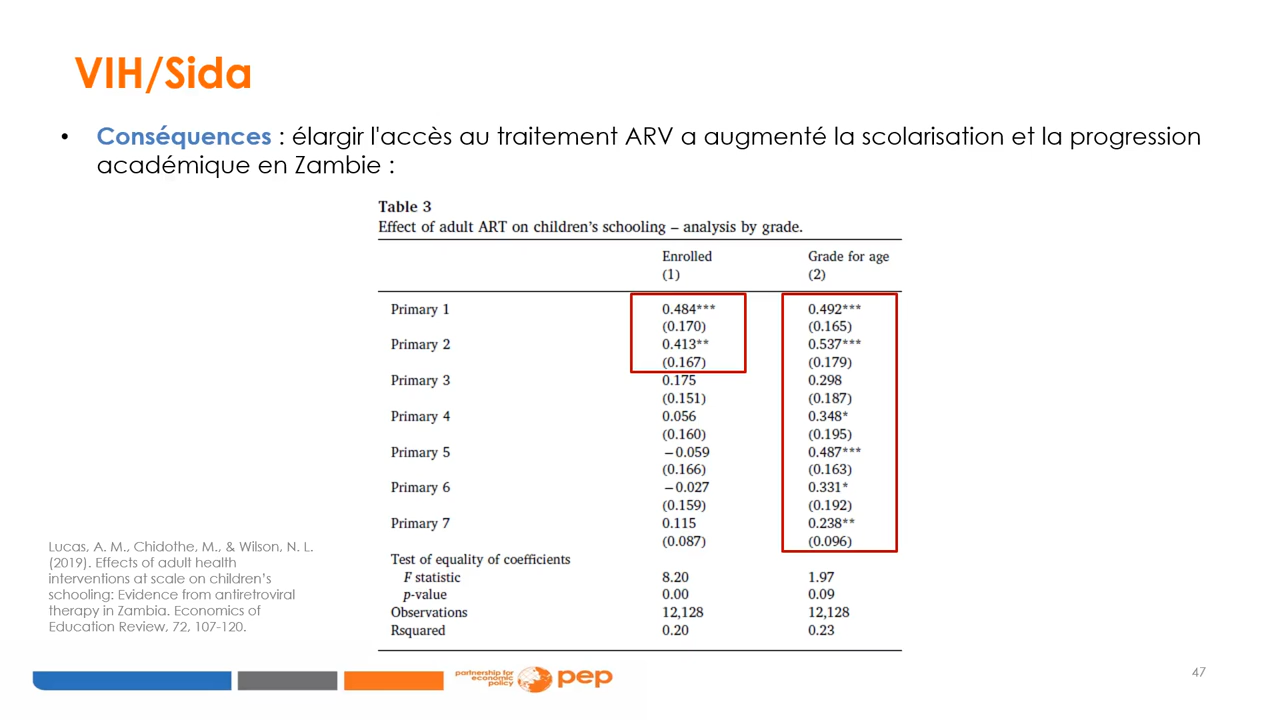 VIH/Sida
• Conséquences : élargir l'accès au traitement ARV a augmenté la scolarisation et la progression
académique en Zambie :
Table 3
Effect of adult ART on children's schooling – analysis by grade.
Enrolled Grade for age
(1) (2)
Primary 1 0.484*** 0.492***
(0.170) (0.165)
Primary 2 0.413** 0.537***
(0.167) (0.179)
Primary 3 0.175 0.298
(0.151) (0.187)
Primary 4 0.056 0.348*
(0.160) (0.195)
Primary 5 −0.059 0.487***
(0.166) (0.163)
Primary 6 −0.027 0.331*
(0.159) (0.192)
Primary 7 0.115 0.238**
(0.087) (0.096)
Test of equality of coefficients
F statistic 8.20 1.97
p-value 0.00 0.09
Observations 12,128 12,128
Rsquared 0.20 0.23
Lucas, A. M., Chidothe, M., & Wilson, N. L.
(2019). Effects of adult health
interventions at scale on children's
schooling: Evidence from antiretroviral
therapy in Zambia. Economics of
Education Review, 72, 107-120.
partnership for
economic
policy
pep
47